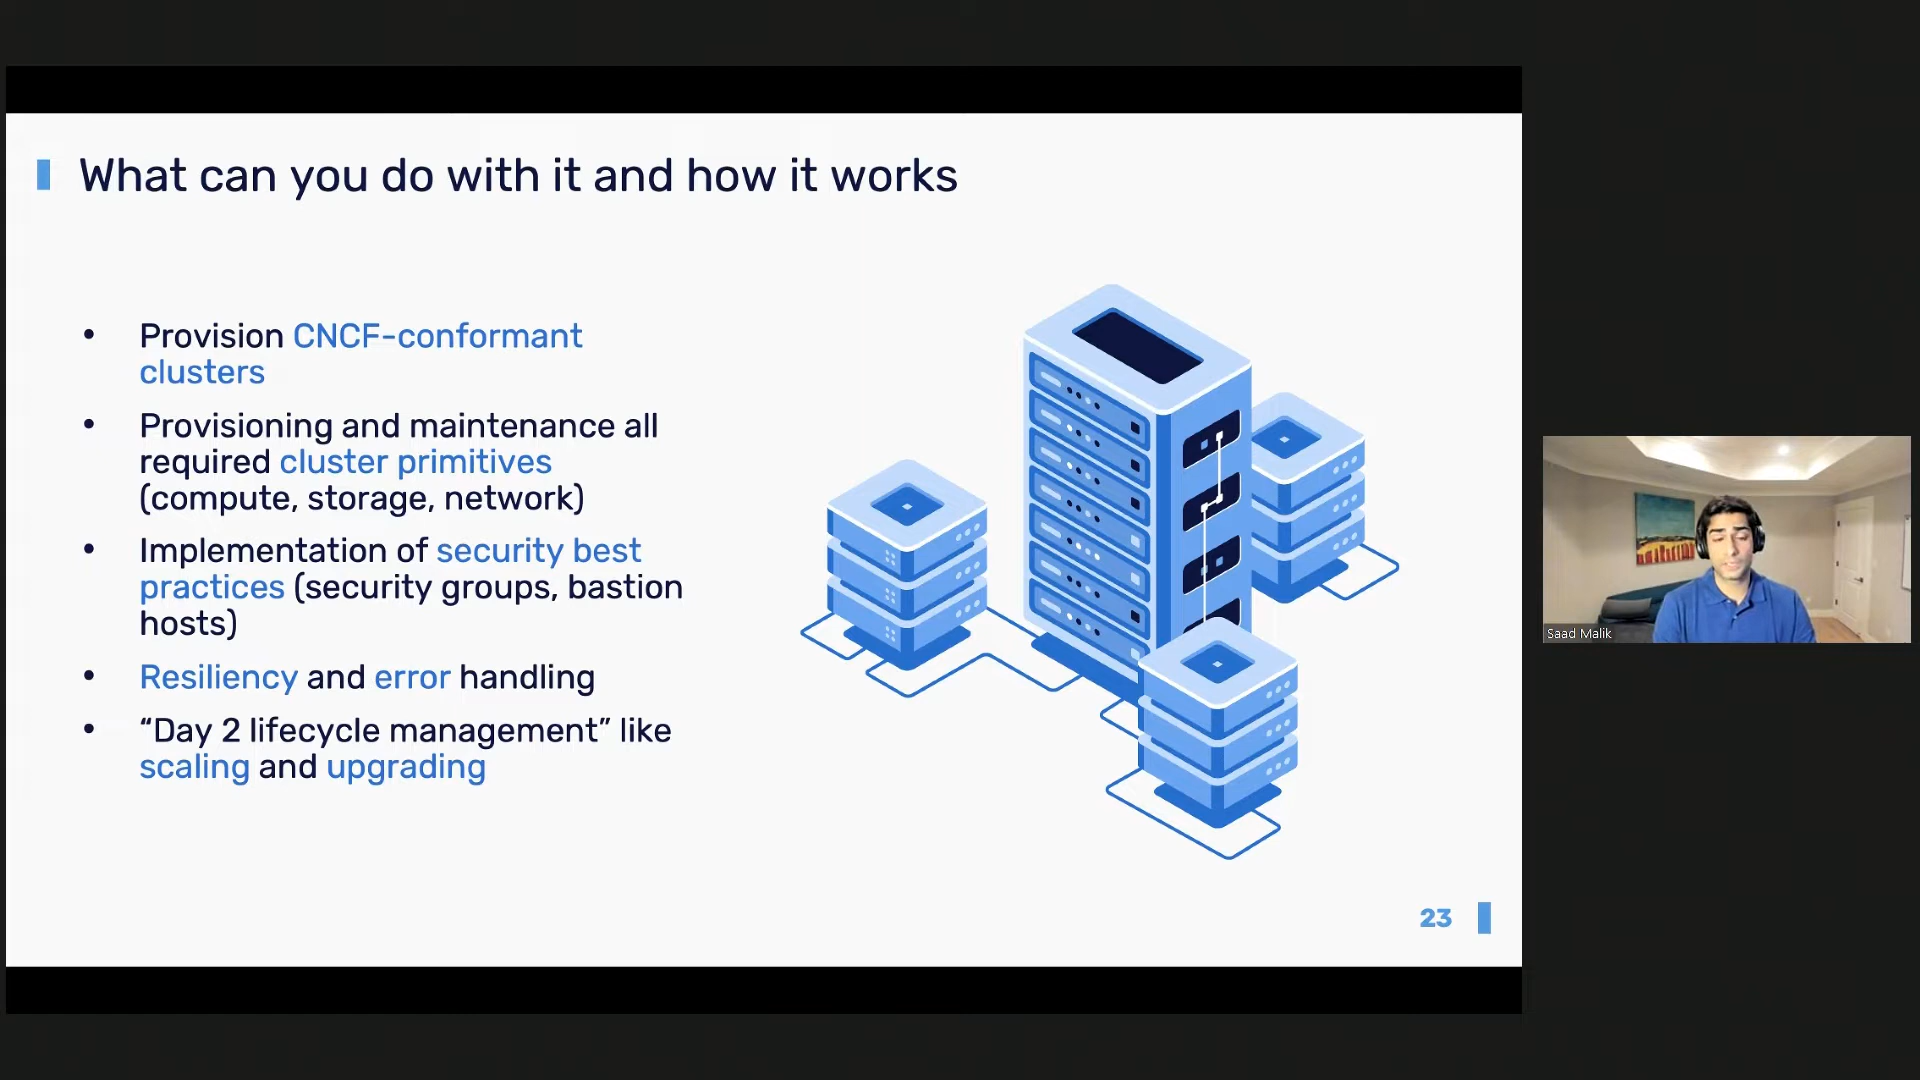 What can you do with it and how it works
• Provision CNCF-conformant
clusters
• Provisioning and maintenance all
required cluster primitives
(compute, storage, network)
• Implementation of security best
practices (security groups, bastion
hosts)
• Resiliency and error handling
• “Day 2 lifecycle management” like
scaling and upgrading
23
Saad Malik